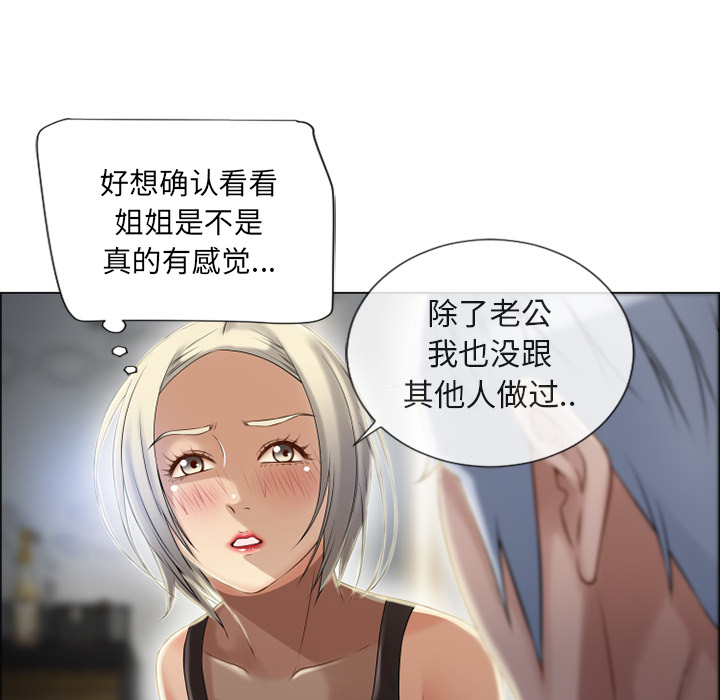 好想确认看看
姐姐是不是
真的有感觉...
除了老公
我也没跟
其他人做过..